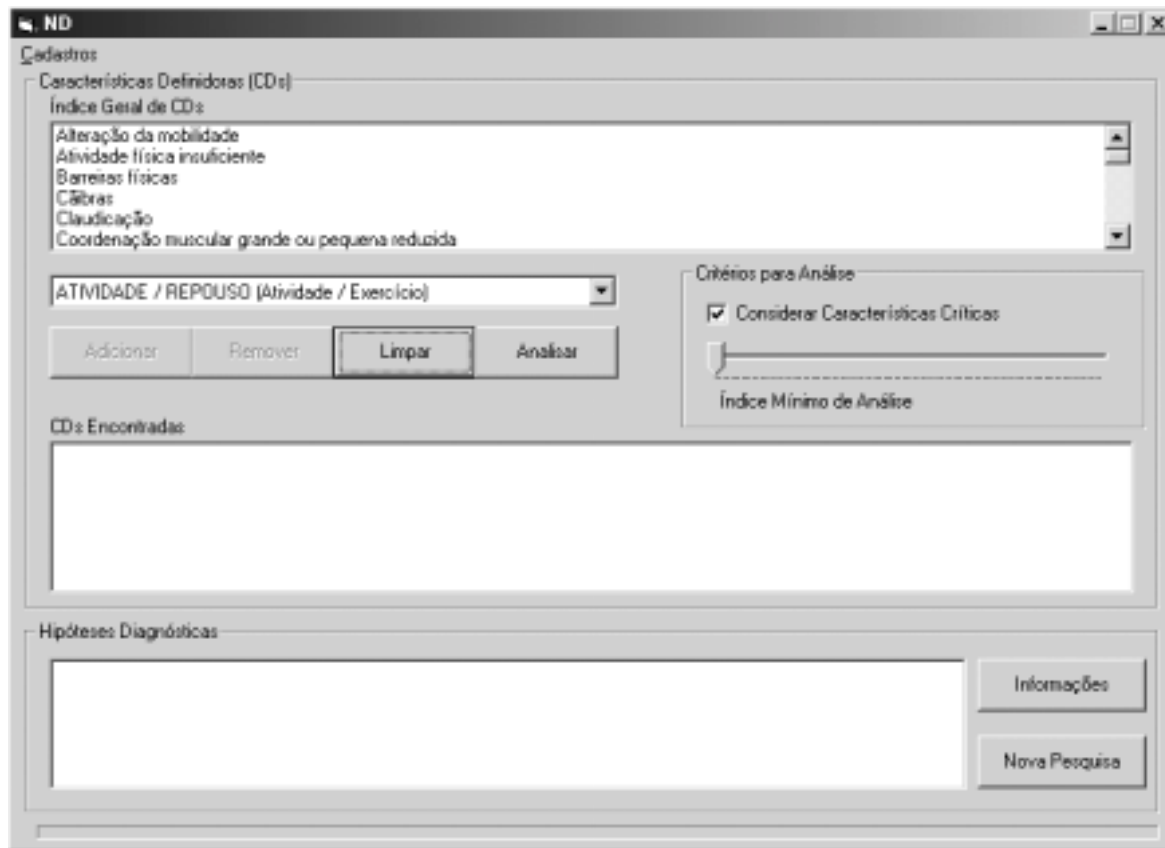 ND
Cadastros
Características Definidoras (CDs)
Índice Geral de CDs
Alteração da mobilidade
Atividade física insuficiente
Barreiras físicas
Cãibras
Claudicação
Coordenação muscular grande ou pequena reduzida
ATIVIDADE / REPOUSO (Atividade / Exercício)
Critérios para Análise
Considerar Características Críticas
Adicionar Remover Limpar Analisar
Índice Mínimo de Análise
CDs Encontradas
Hipóteses Diagnósticas
Informações
Nova Pesquisa